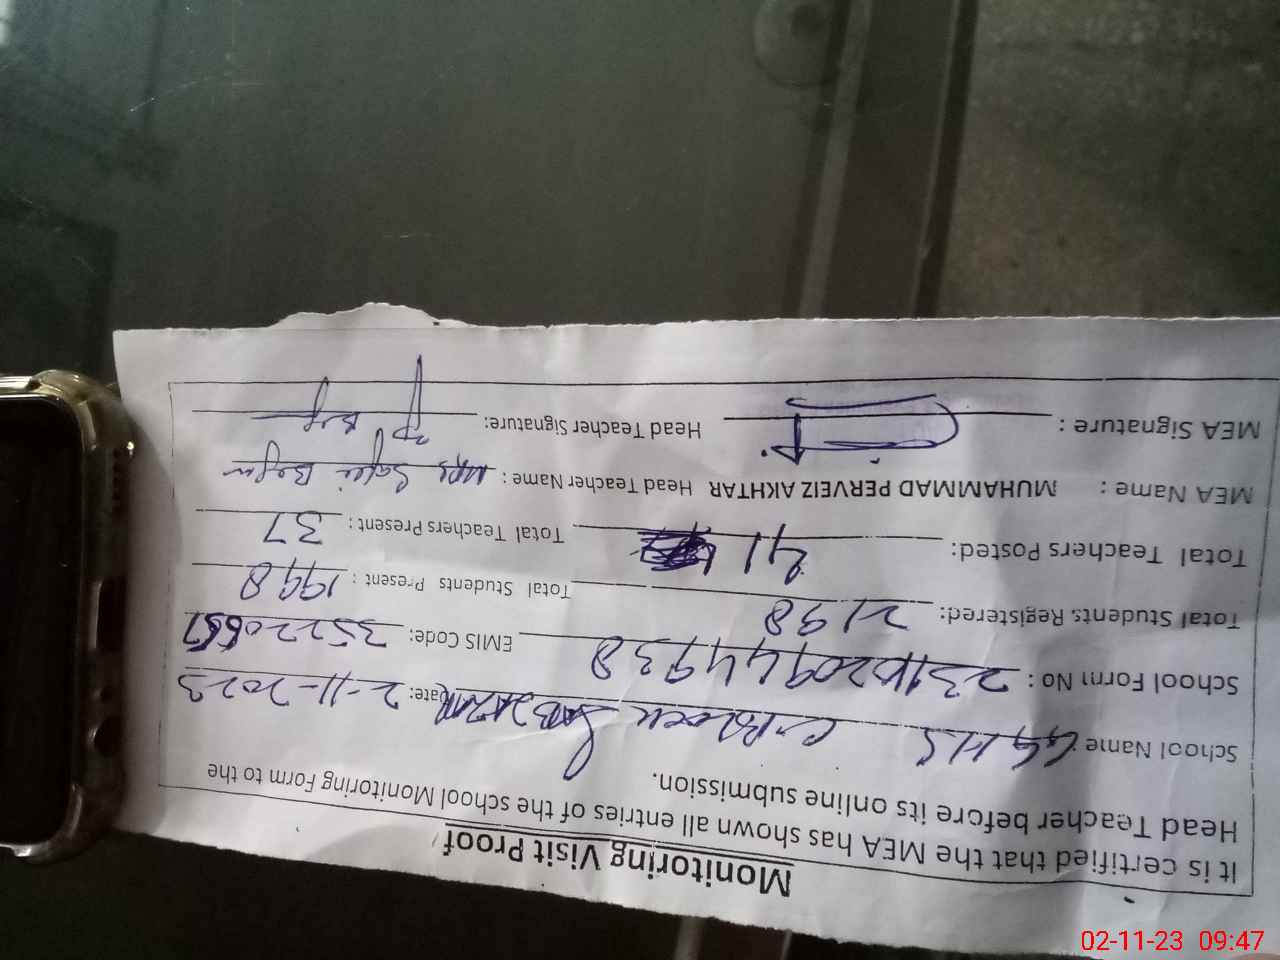 Monitoring Visit Proof
It is certified that the MEA has shown all entries of the school Monitoring Form to the
Head Teacher before its online submission.
School Name : GGHS C-Block Date: 2-11-2023
School Form No : EMIS Code:
Total Students Registered: 2198 Total Students Present : 1998
Total Teachers Posted: 41 Total Teachers Present : 37
MEA Name : MUHAMMAD PERVEIZ AKHTAR Head Teacher Name : Begum
MEA Signature : Head Teacher Signature:
02-11-23 09:47